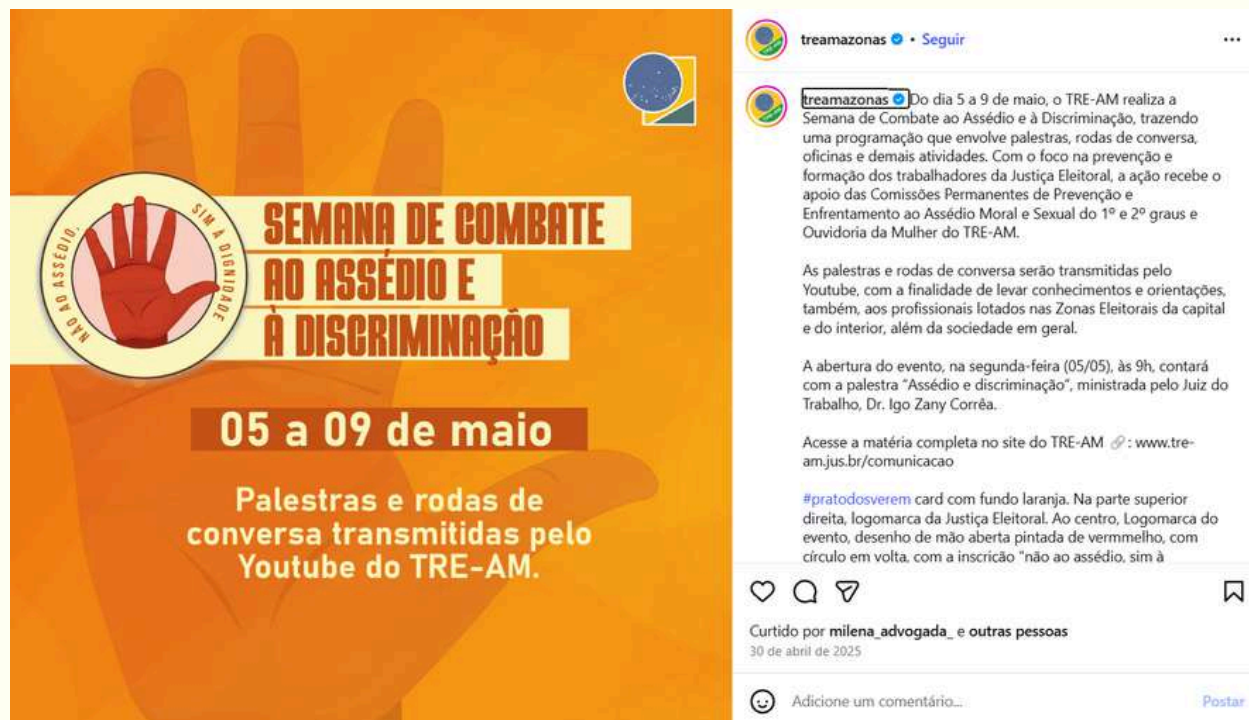 NÃO AO ASSÉDIO,
SIM À DIGNIDADE
SEMANA DE COMBATE
AO ASSÉDIO E
À DISCRIMINAÇÃO
05 a 09 de maio
Palestras e rodas de
conversa transmitidas pelo
Youtube do TRE-AM.
treamazonas • Seguir
treamazonas Do dia 5 a 9 de maio, o TRE-AM realiza a
Semana de Combate ao Assédio e à Discriminação, trazendo
uma programação que envolve palestras, rodas de conversa,
oficinas e demais atividades. Com o foco na prevenção e
formação dos trabalhadores da Justiça Eleitoral, a ação recebe o
apoio das Comissões Permanentes de Prevenção e
Enfrentamento ao Assédio Moral e Sexual do 1º e 2º graus e
Ouvidoria da Mulher do TRE-AM.
As palestras e rodas de conversa serão transmitidas pelo
Youtube, com a finalidade de levar conhecimentos e orientações,
também, aos profissionais lotados nas Zonas Eleitorais da capital
e do interior, além da sociedade em geral.
A abertura do evento, na segunda-feira (05/05), às 9h, contará
com a palestra "Assédio e discriminação", ministrada pelo Juiz do
Trabalho, Dr. Igo Zany Corrêa.
Acesse a matéria completa no site do TRE-AM 🔗: www.tre-
am.jus.br/comunicacao
#pratodosverem card com fundo laranja. Na parte superior
direita, logomarca da Justiça Eleitoral. Ao centro, Logomarca do
evento, desenho de mão aberta pintada de vermmelho, com
círculo em volta, com a inscrição "não ao assédio, sim à
Curtido por milena_advogada_ e outras pessoas
30 de abril de 2025
Adicione um comentário...
Postar